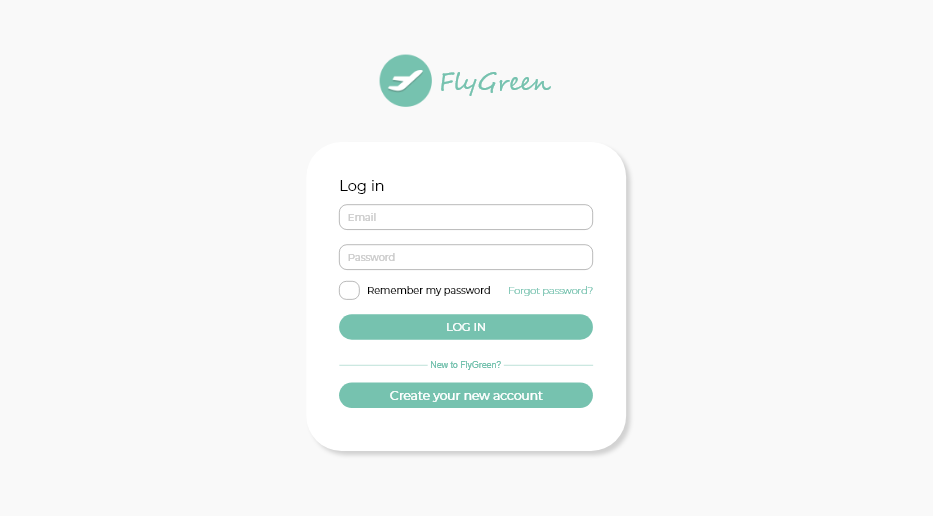 FlyGreen
Log in
Email
Password
Remember my password Forgot password?
LOG IN
New to FlyGreen?
Create your new account